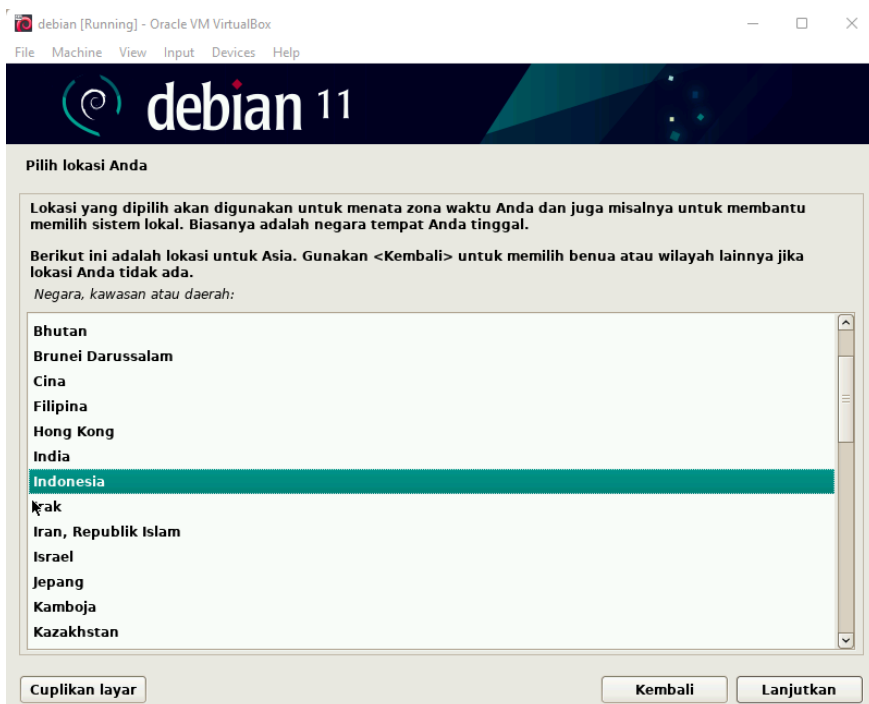 debian [Running] - Oracle VM VirtualBox
File Machine View Input Devices Help
debian 11
Pilih lokasi Anda
Lokasi yang dipilih akan digunakan untuk menata zona waktu Anda dan juga misalnya untuk membantu
memilih sistem lokal. Biasanya adalah negara tempat Anda tinggal.
Berikut ini adalah lokasi untuk Asia. Gunakan <Kembali> untuk memilih benua atau wilayah lainnya jika
lokasi Anda tidak ada.
Negara, kawasan atau daerah:
Bhutan
Brunei Darussalam
Cina
Filipina
Hong Kong
India
Indonesia
Irak
Iran, Republik Islam
Israel
Jepang
Kamboja
Kazakhstan
Cuplikan layar Kembali Lanjutkan